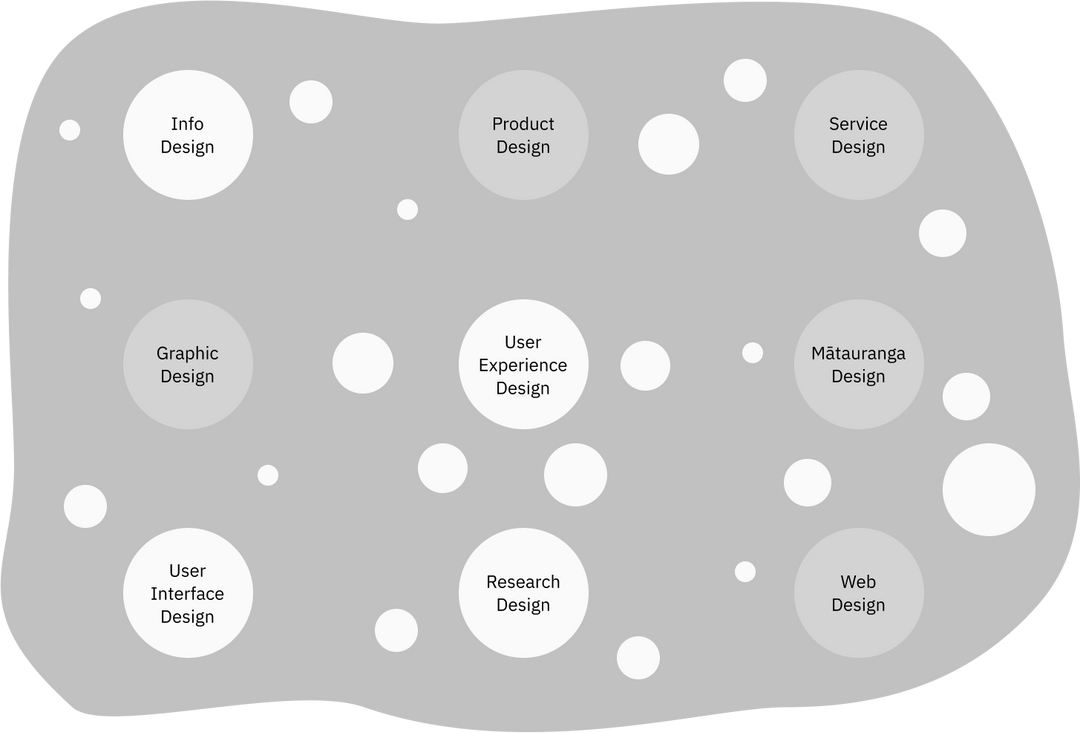 Info
Design
Product
Design
Service
Design
Graphic
Design
User
Experience
Design
Mātauranga
Design
User
Interface
Design
Research
Design
Web
Design